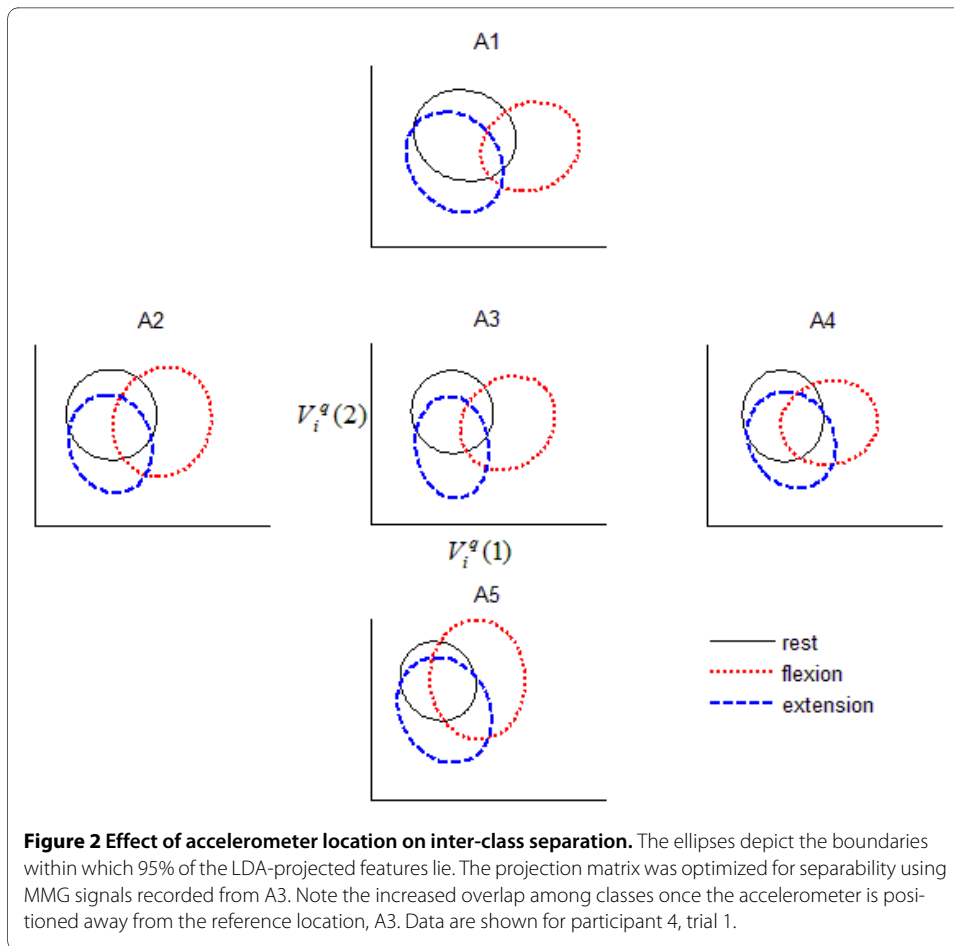 A1
A2
A3
A4
V_i^q(2)
V_i^q(1)
A5
rest
flexion
extension
Figure 2 Effect of accelerometer location on inter-class separation. The ellipses depict the boundaries
within which 95% of the LDA-projected features lie. The projection matrix was optimized for separability using
MMG signals recorded from A3. Note the increased overlap among classes once the accelerometer is posi-
tioned away from the reference location, A3. Data are shown for participant 4, trial 1.